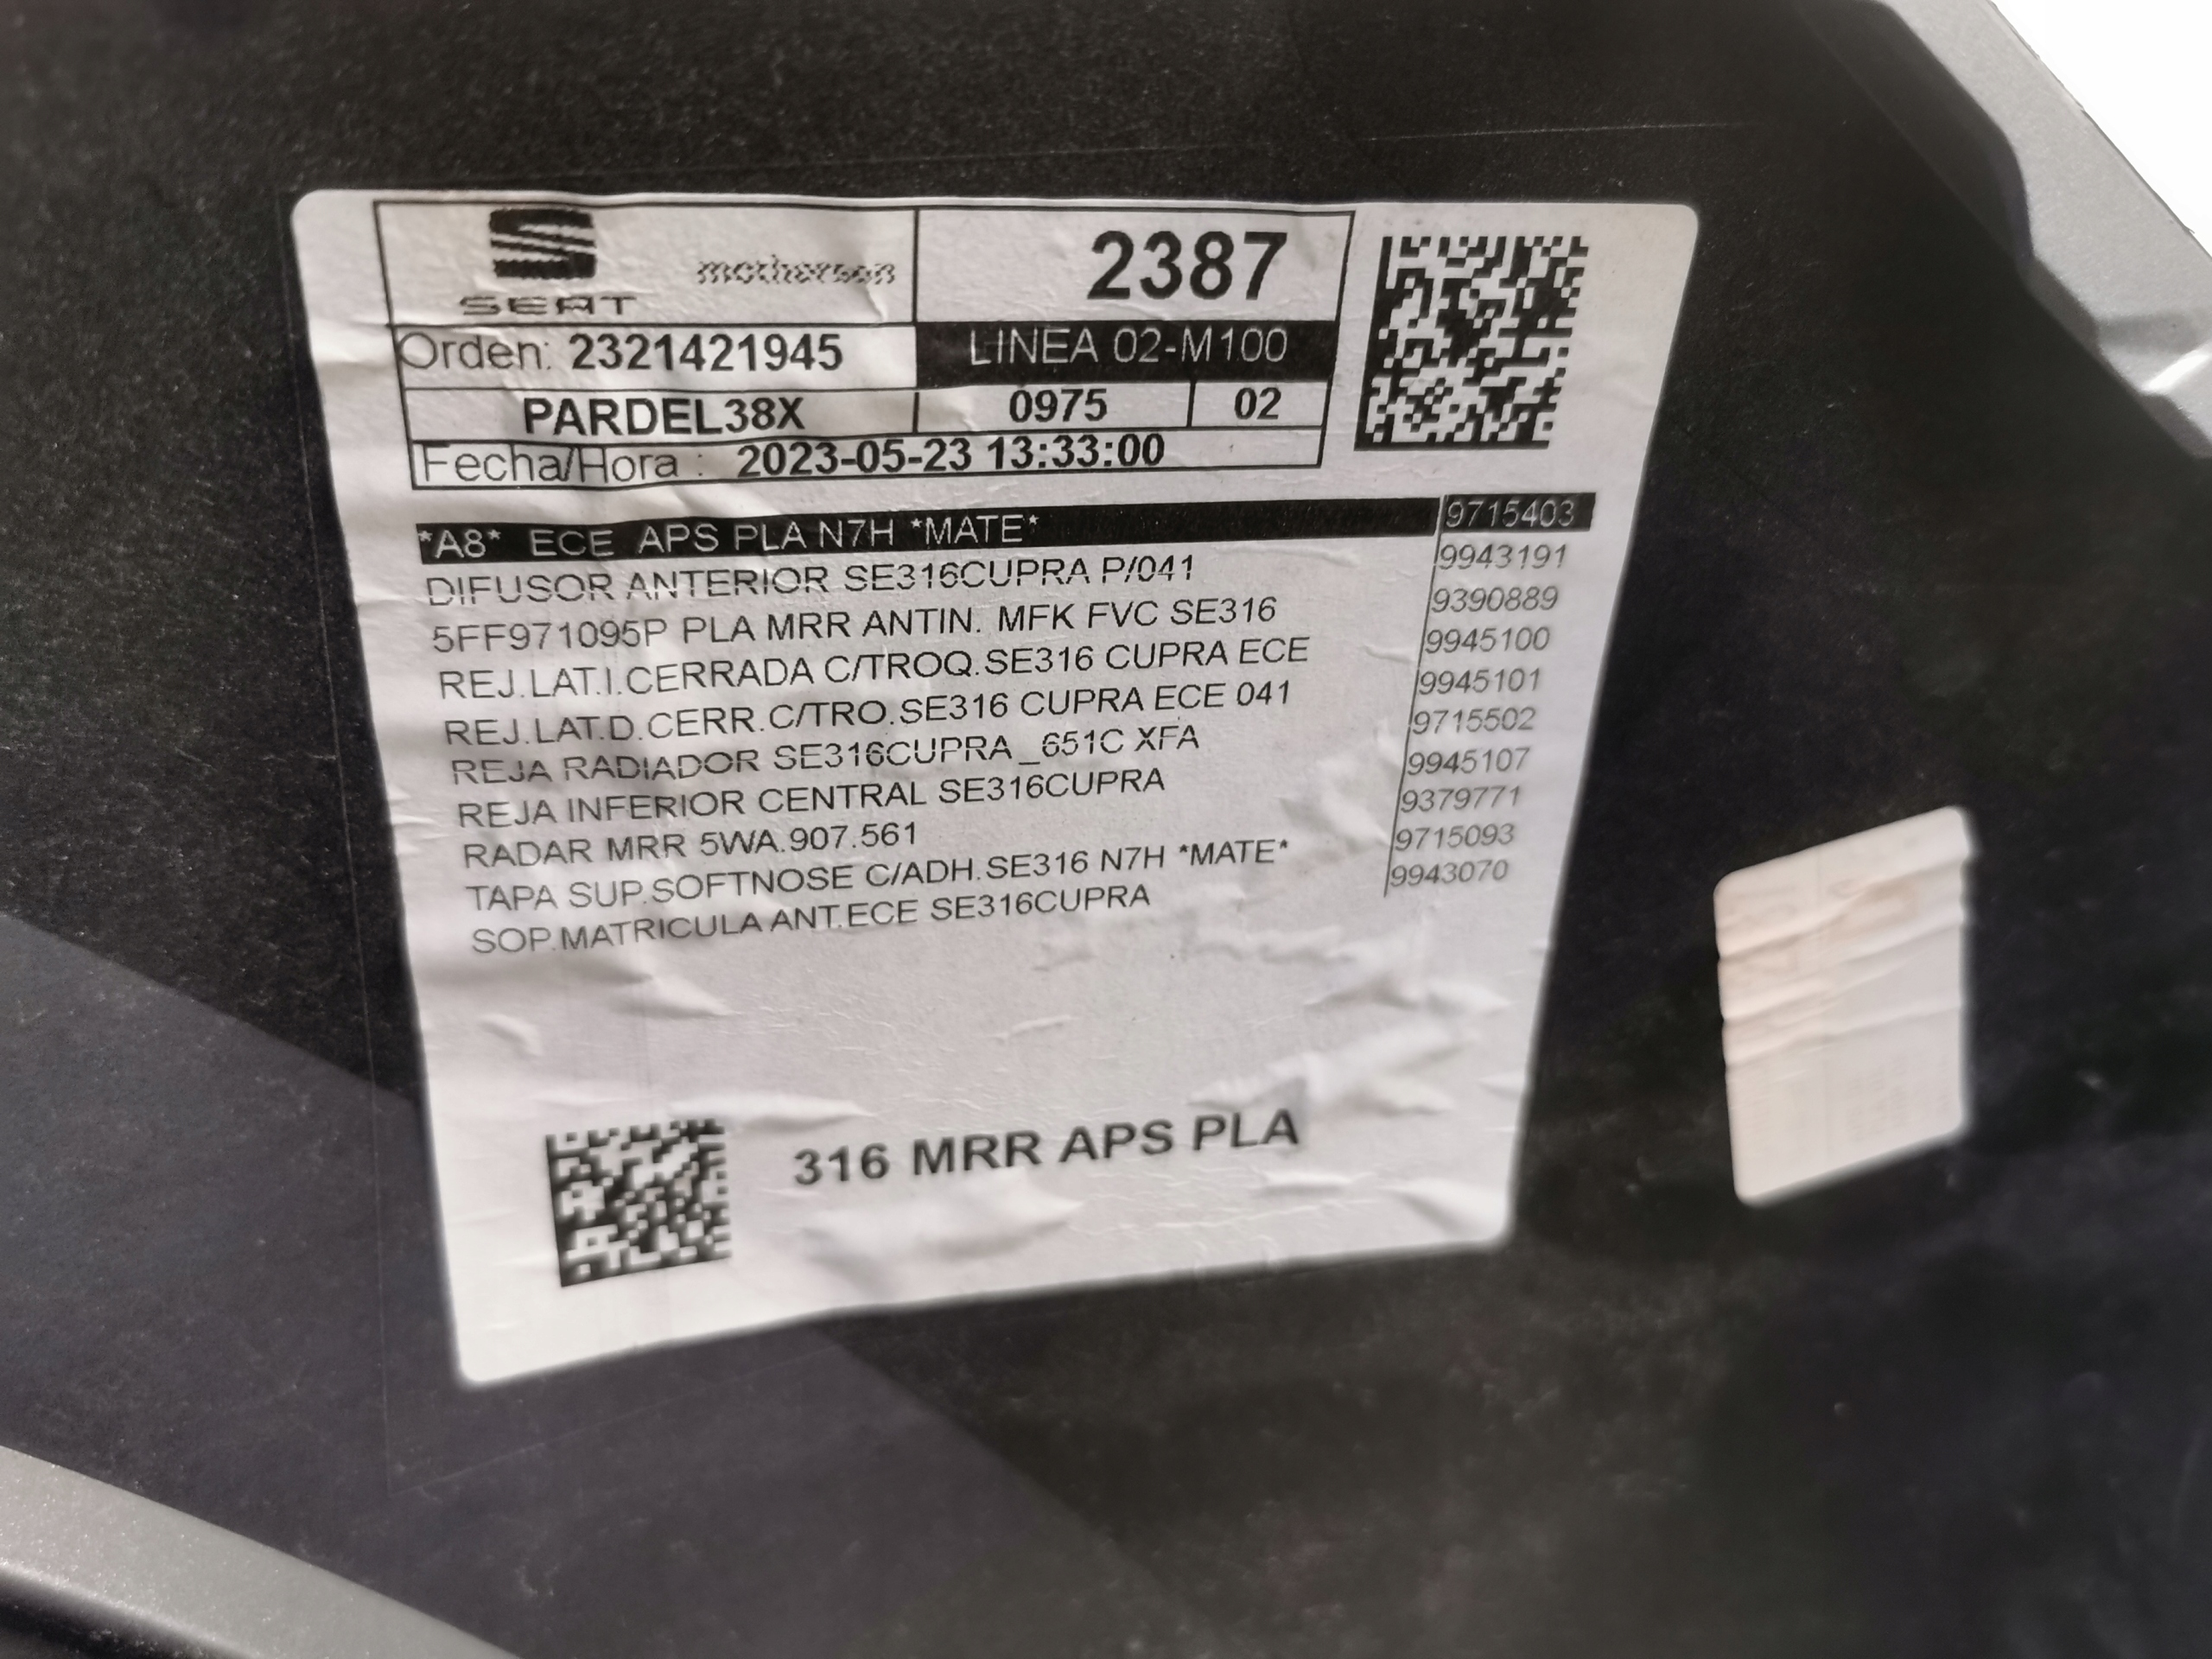 SEAT
motherson
2387
Orden: 2321421945
LINEA 02-M100
PARDEL38X
0975
02
Fecha/Hora : 2023-05-23 13:33:00
*A8* ECE APS PLA N7H *MATE* 9715403
DIFUSOR ANTERIOR SE316CUPRA P/041 9943191
5FF971095P PLA MRR ANTIN. MFK FVC SE316 9390889
REJ.LAT.I.CERRADA C/TROQ.SE316 CUPRA ECE 9945100
REJ.LAT.D.CERR.C/TRO.SE316 CUPRA ECE 041 9945101
REJA RADIADOR SE316CUPRA_651C XFA 9715502
REJA INFERIOR CENTRAL SE316CUPRA 9945107
RADAR MRR 5WA.907.561 9379771
TAPA SUP.SOFTNOSE C/ADH.SE316 N7H *MATE* 9715093
SOP.MATRICULA ANT.ECE SE316CUPRA 9943070
316 MRR APS PLA